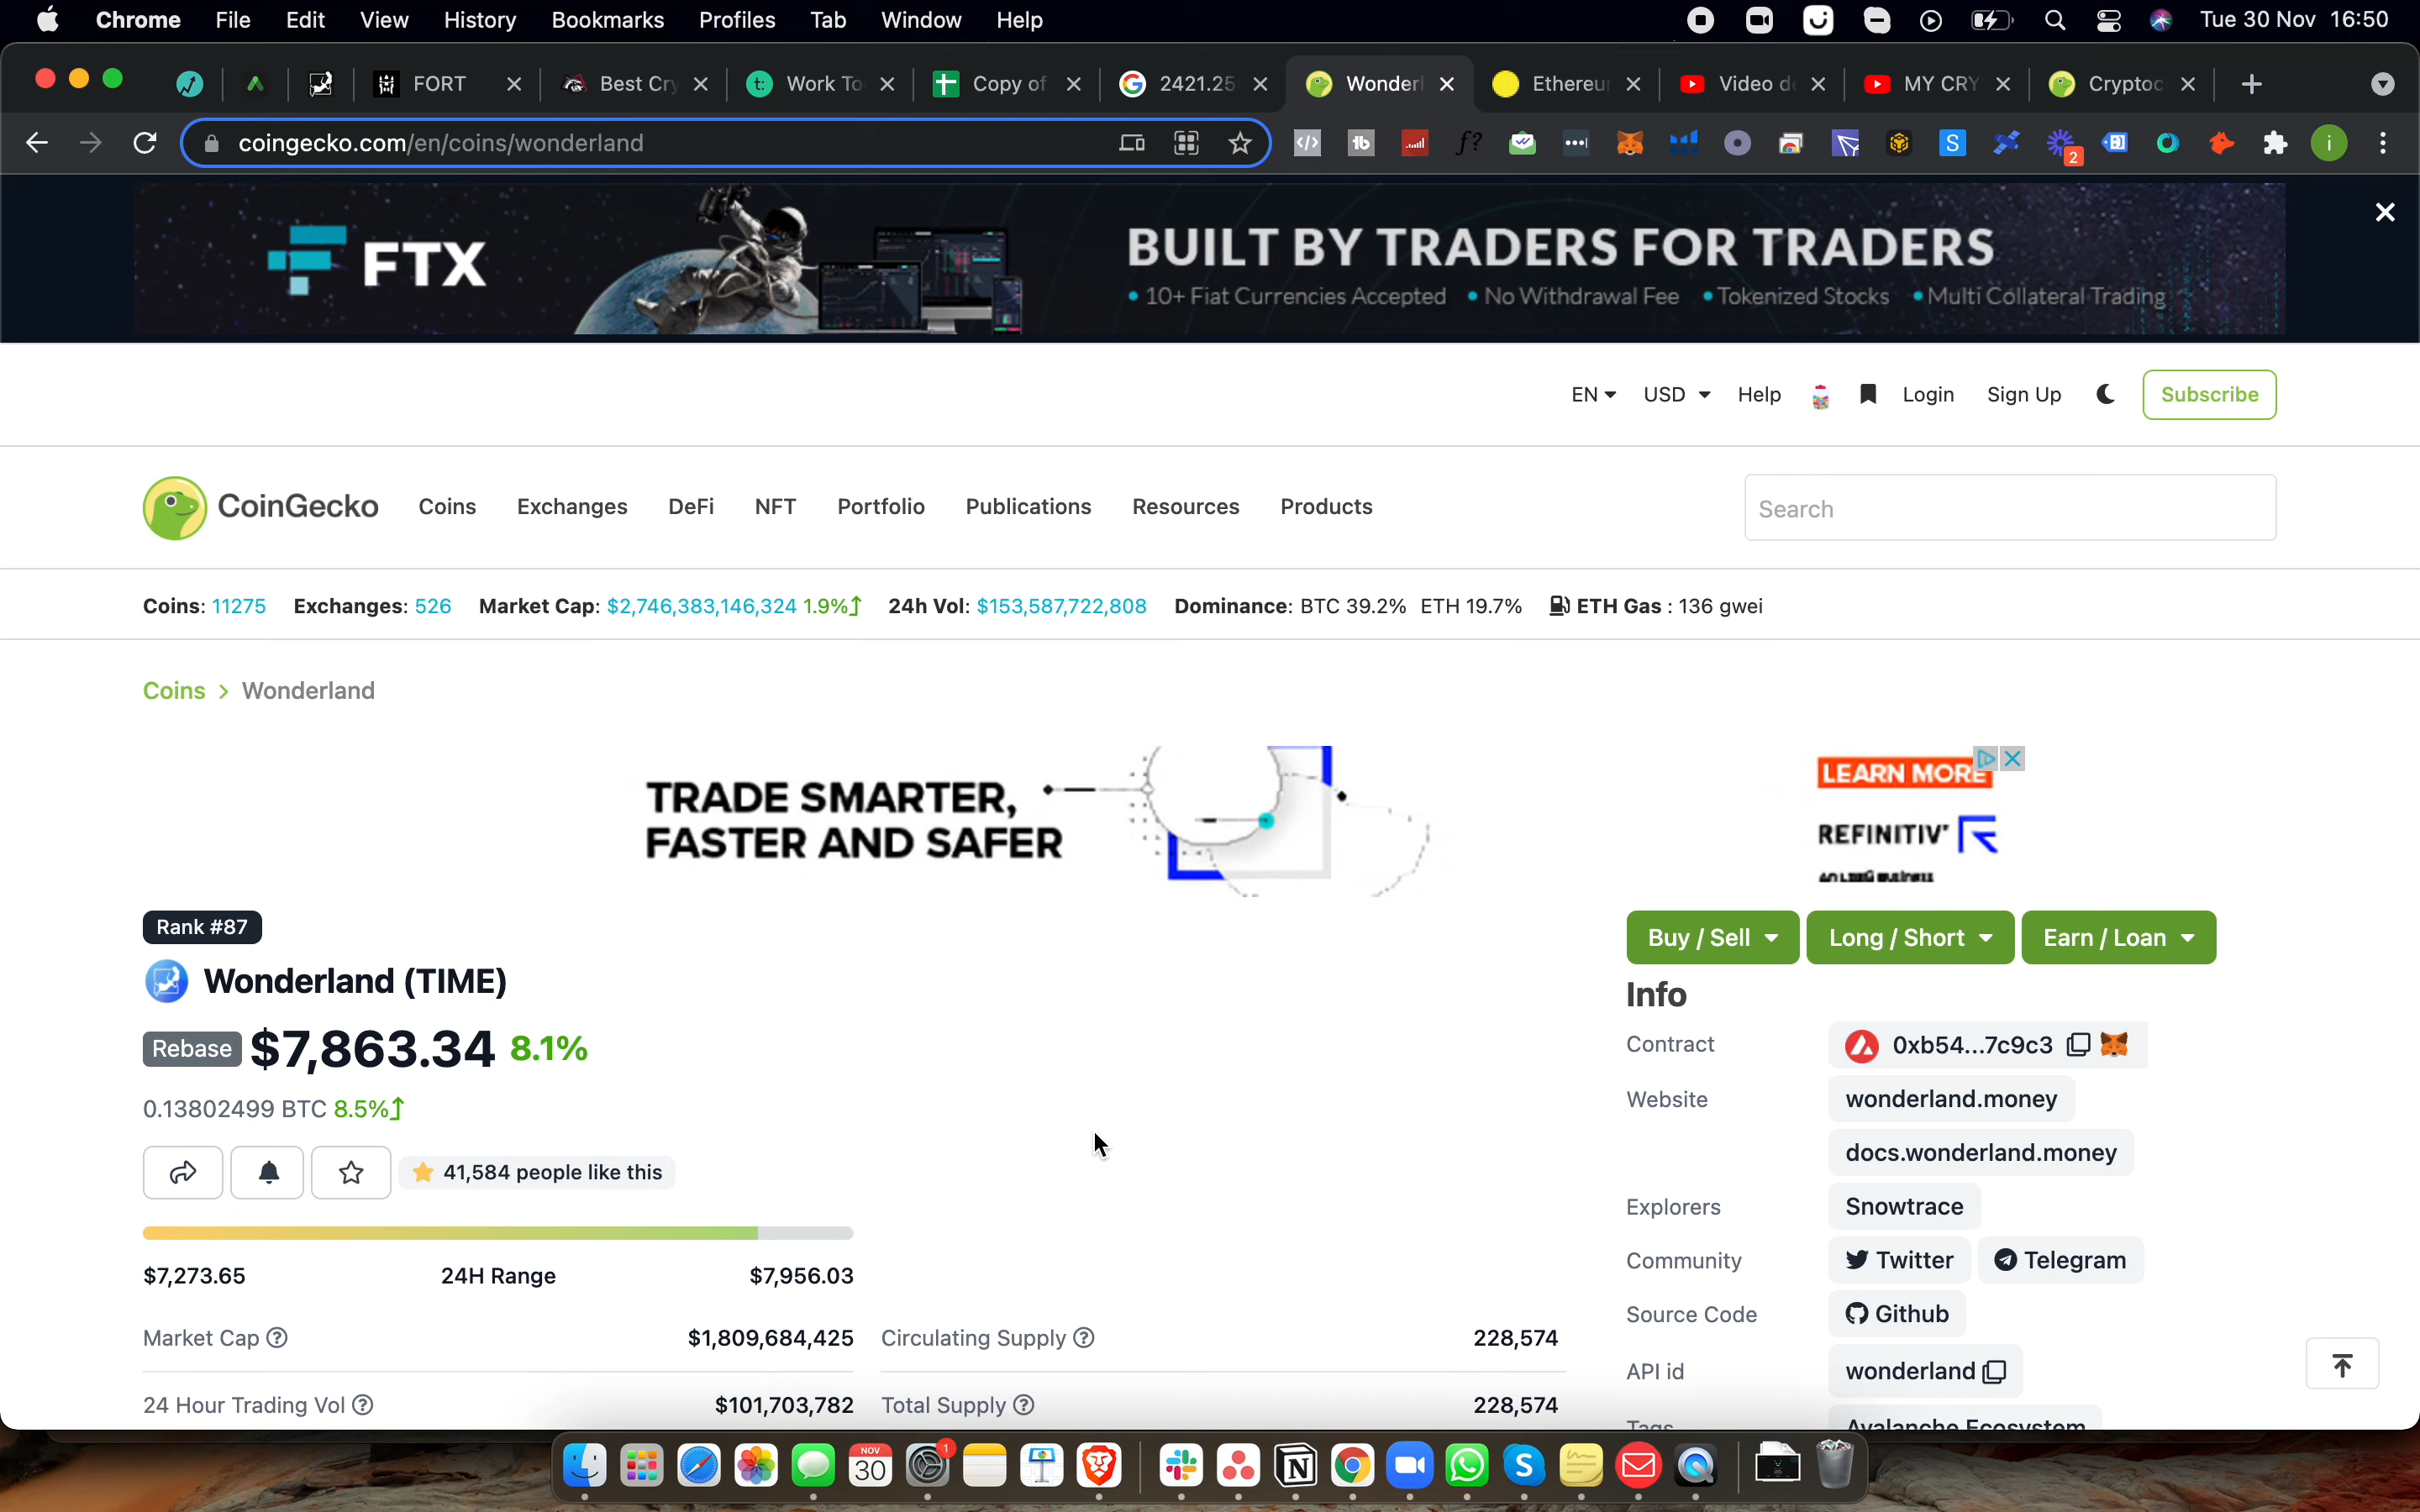 Chrome File Edit View History Bookmarks Profiles Tab Window Help Tue 30 Nov 16:50
FORT Best Cry Work To Copy of 2421.25 Wonderl Ethereu Video de MY CRY Cryptoc
coingecko.com/en/coins/wonderland
2
FTX
BUILT BY TRADERS FOR TRADERS
• 10+ Fiat Currencies Accepted • No Withdrawal Fee • Tokenized Stocks • Multi Collateral Trading
EN USD Help Login Sign Up Subscribe
CoinGecko Coins Exchanges DeFi NFT Portfolio Publications Resources Products Search
Coins: 11275 Exchanges: 526 Market Cap: $2,746,383,146,324 1.9% 24h Vol: $153,587,722,808 Dominance: BTC 39.2% ETH 19.7% ETH Gas : 136 gwei
Coins > Wonderland
TRADE SMARTER,
FASTER AND SAFER
LEARN MORE
REFINITIV
Rank #87
Buy / Sell Long / Short Earn / Loan
Wonderland (TIME)
Info
Rebase $7,863.34 8.1%
Contract 0xb54...7c9c3
0.13802499 BTC 8.5%
Website wonderland.money
docs.wonderland.money
41,584 people like this
Explorers Snowtrace
Community Twitter Telegram
$7,273.65 24H Range $7,956.03
Source Code Github
Market Cap $1,809,684,425 Circulating Supply 228,574
API id wonderland
24 Hour Trading Vol $101,703,782 Total Supply 228,574
Tags Avalanche Ecosystem
NOV
30
1